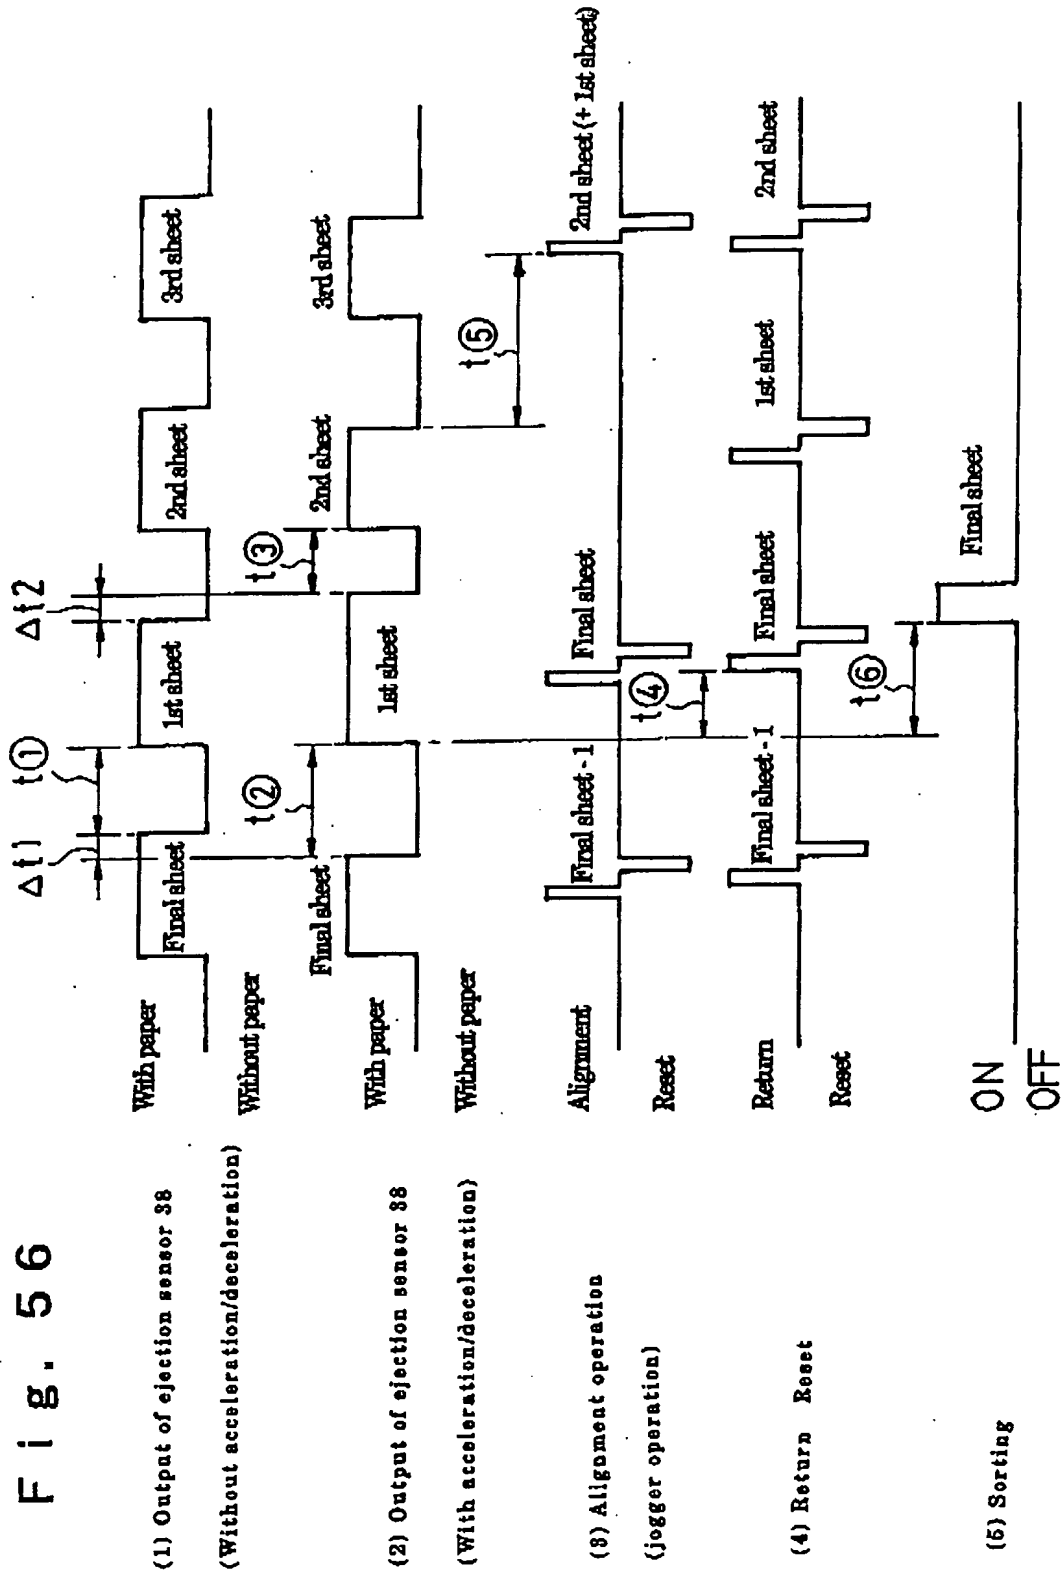 Fig. 56
(1) Output of ejection sensor 38
(Without acceleration/deceleration)
With paper
Without paper
Final sheet
1st sheet
2nd sheet
3rd sheet
Δt1
t①
Δt2
(2) Output of ejection sensor 38
(With acceleration/deceleration)
With paper
Without paper
Final sheet
1st sheet
2nd sheet
3rd sheet
t②
t③
(3) Alignment operation
(jogger operation)
Alignment
Reset
Final sheet - 1
Final sheet
2nd sheet (+ 1st sheet)
t④
t⑤
(4) Return Reset
Return
Reset
Final sheet - 1
Final sheet
1st sheet
2nd sheet
(5) Sorting
ON
OFF
t⑥
Final sheet